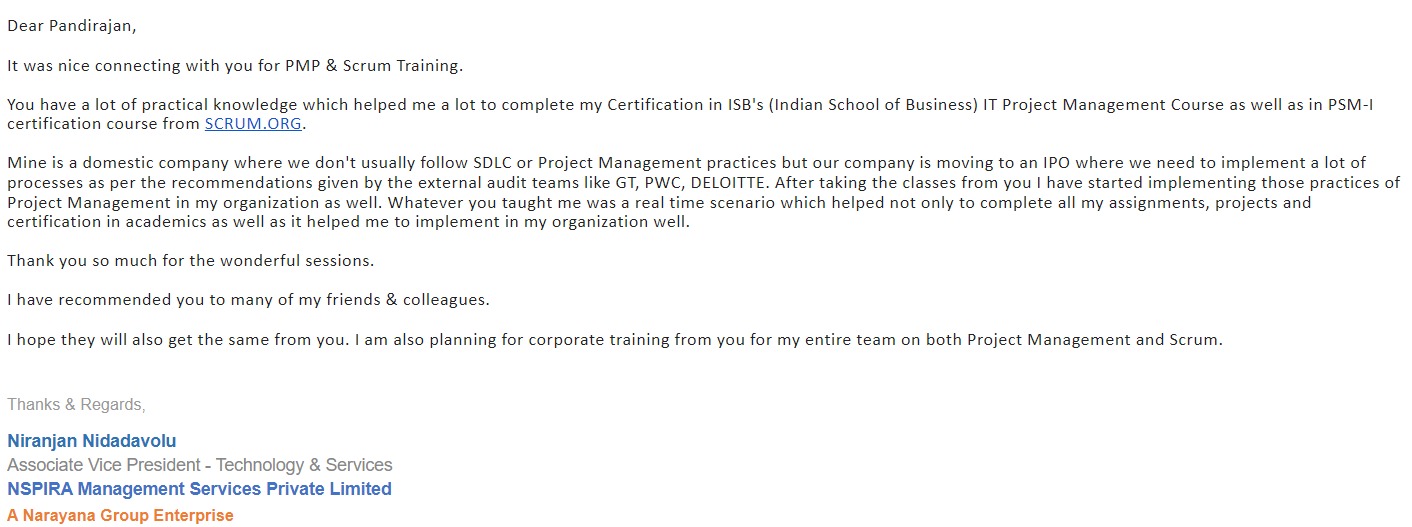 Dear Pandirajan,
It was nice connecting with you for PMP & Scrum Training.
You have a lot of practical knowledge which helped me a lot to complete my Certification in ISB's (Indian School of Business) IT Project Management Course as well as in PSM-I
certification course from SCRUM.ORG.
Mine is a domestic company where we don't usually follow SDLC or Project Management practices but our company is moving to an IPO where we need to implement a lot of
processes as per the recommendations given by the external audit teams like GT, PWC, DELOITTE. After taking the classes from you I have started implementing those practices of
Project Management in my organization as well. Whatever you taught me was a real time scenario which helped not only to complete all my assignments, projects and
certification in academics as well as it helped me to implement in my organization well.
Thank you so much for the wonderful sessions.
I have recommended you to many of my friends & colleagues.
I hope they will also get the same from you. I am also planning for corporate training from you for my entire team on both Project Management and Scrum.
Thanks & Regards,
Niranjan Nidadavolu
Associate Vice President - Technology & Services
NSPIRA Management Services Private Limited
A Narayana Group Enterprise